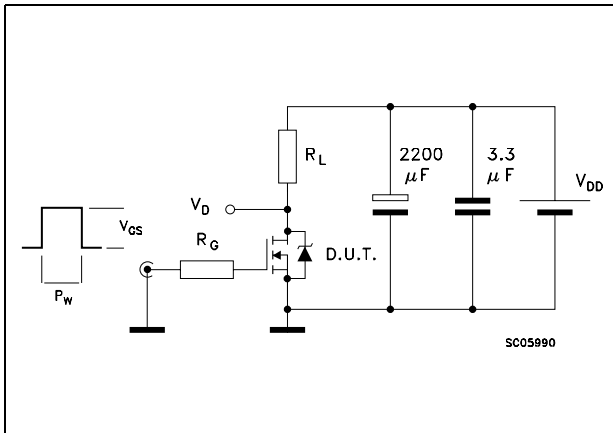 R_L
2200
μF
3.3
μF
V_DD
V_D
V_GS
R_G
D.U.T.
P_W
SC05990